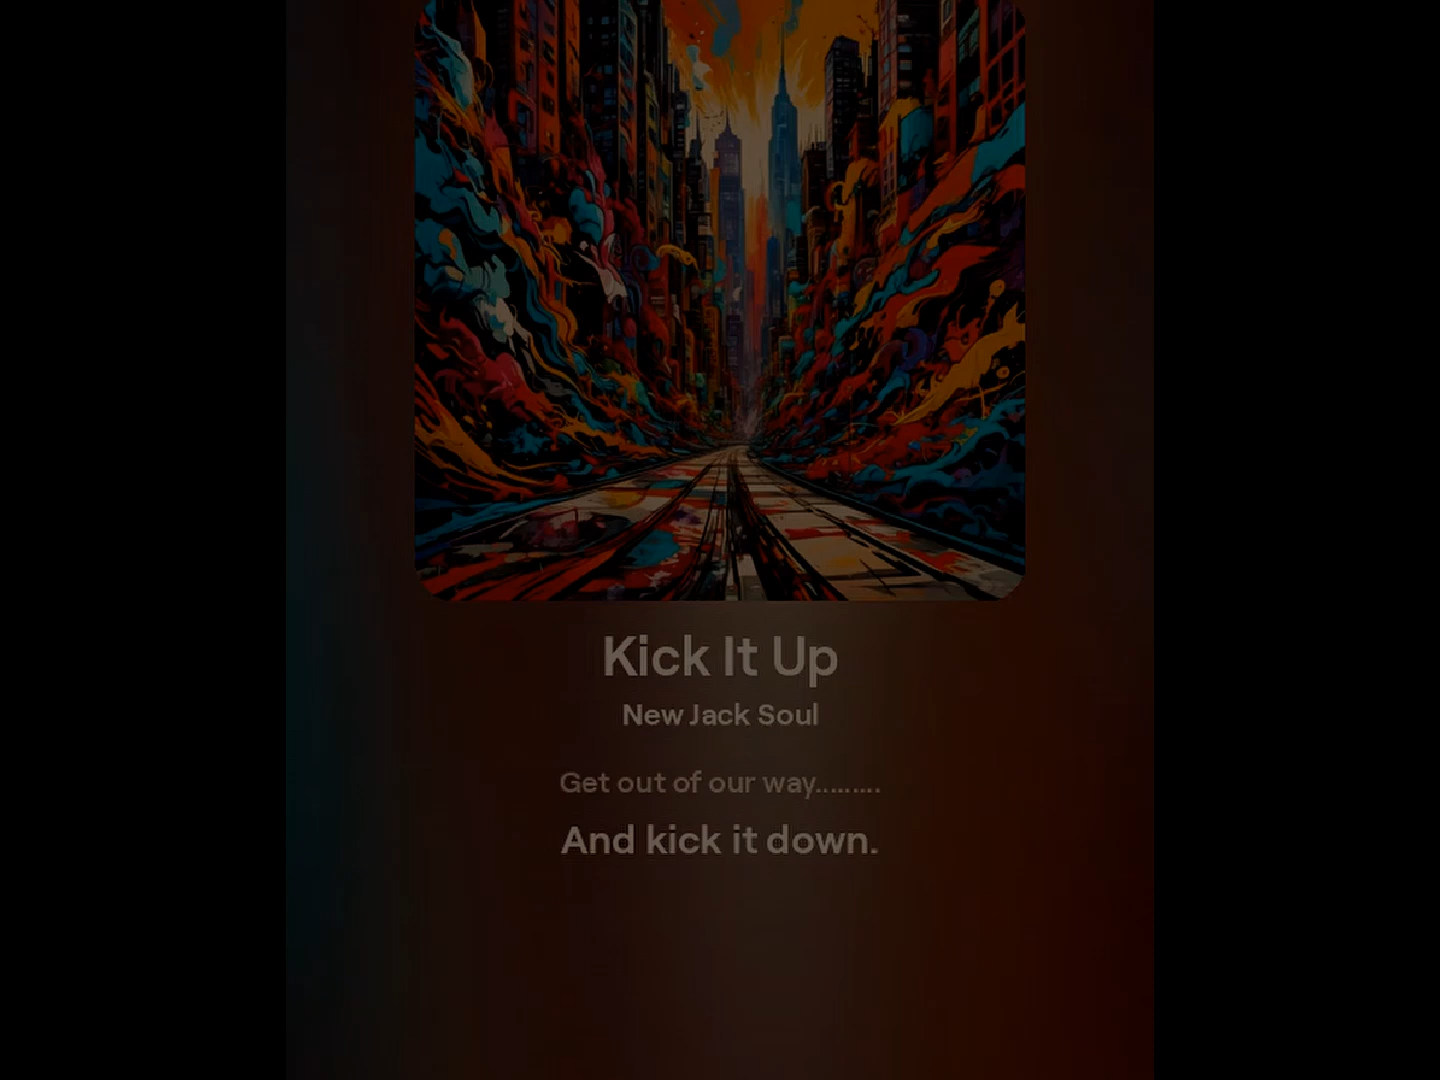 Kick It Up
New Jack Soul
Get out of our way.........
And kick it down.